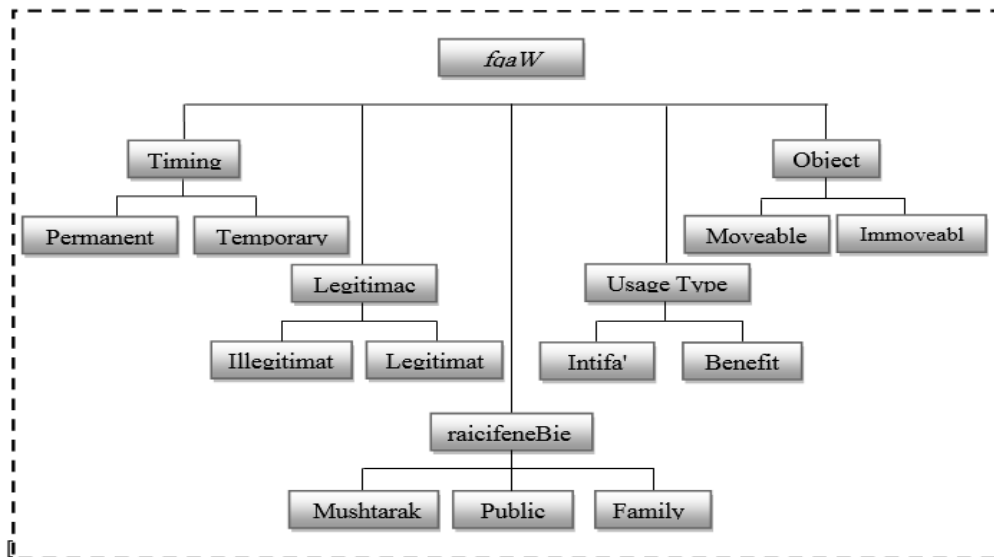 fqaW
Timing
Object
Permanent
Temporary
Moveable
Immoveabl
Legitimac
Usage Type
Illegitimat
Legitimat
Intifa'
Benefit
raicifeneBie
Mushtarak
Public
Family